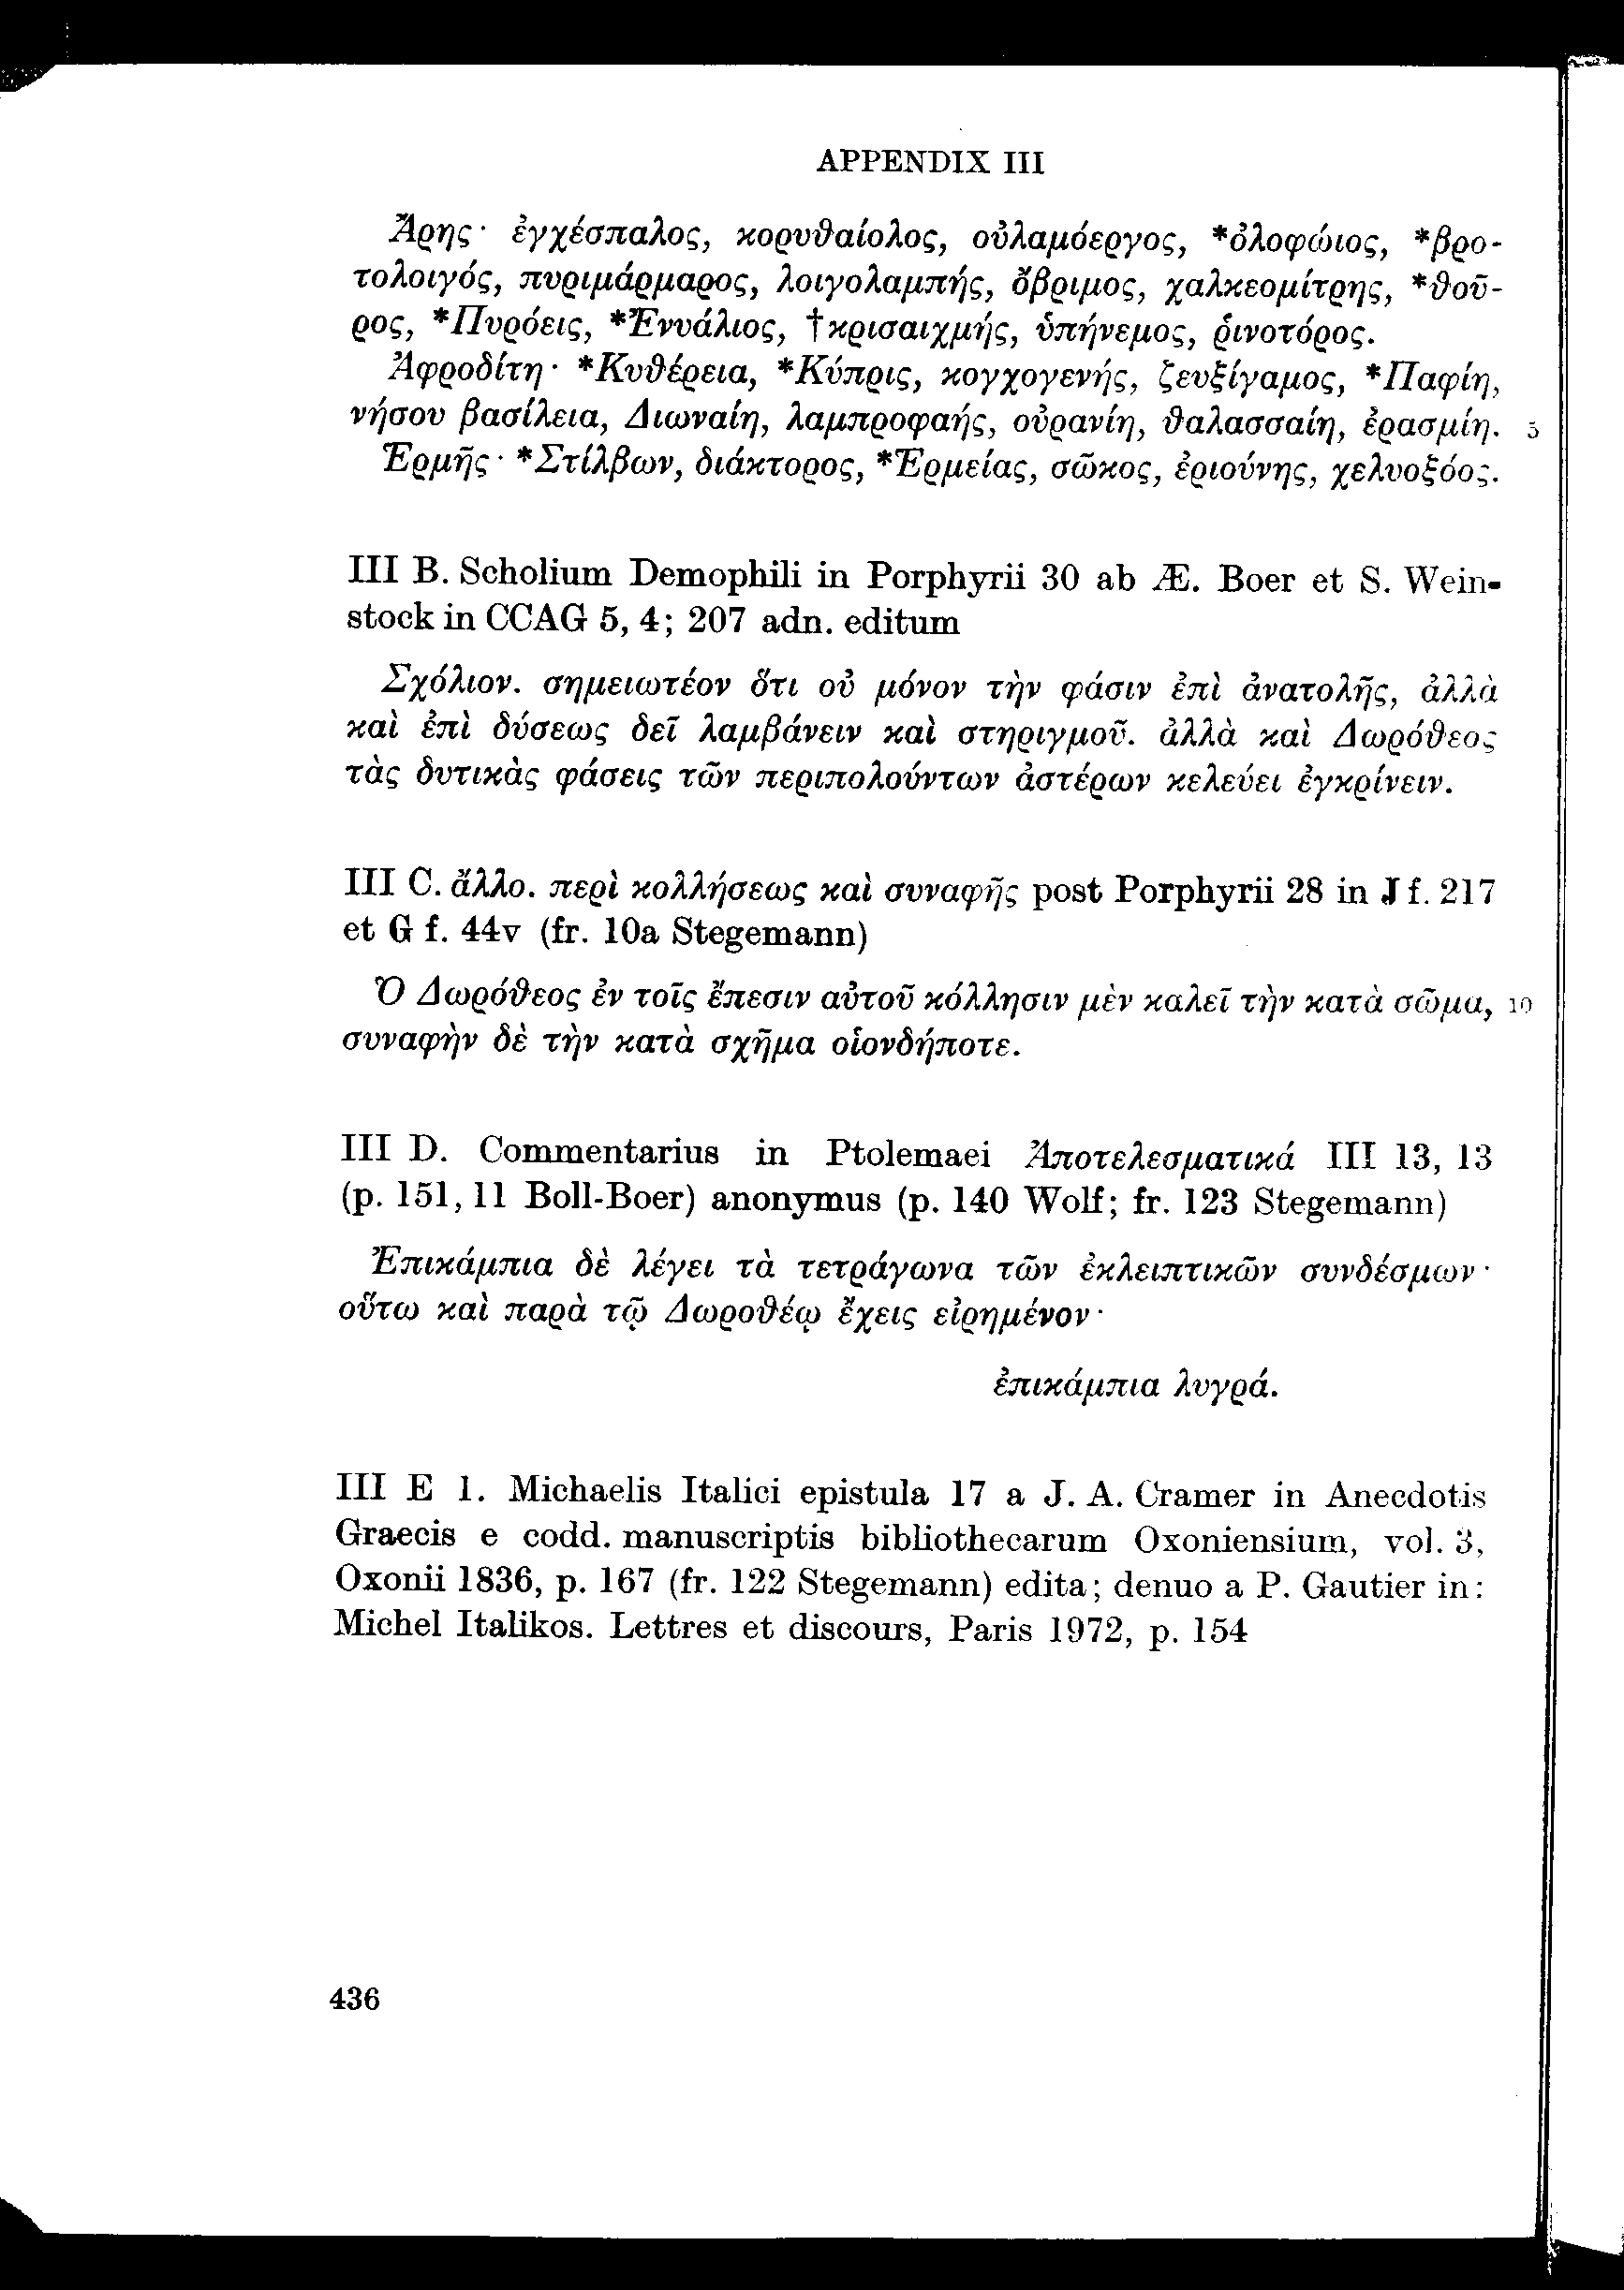 APPENDIX III
Ἄρης· ἐγχέσπαλος, κορυθαίολος, οὐλαμόεργος, *ὀλοφώιος, *βρο-
τολοιγός, πυριμάρμαρος, λοιγολαμπής, ὄβριμος, χαλκεομίτρης, *θοῦ-
ρος, *Πυρόεις, *Ἐνυάλιος, †κρισαιχμής, ὑπήνεμος, ῥινοτόρος.
Ἀφροδίτη· *Κυθέρεια, *Κύπρις, κογχογενής, ζευξίγαμος, *Παφίη,
νήσου βασίλεια, Διωναίη, λαμπροφαής, οὐρανίη, θαλασσαίη, ἐρασμίη. 5
Ἑρμῆς· *Στίλβων, διάκτορος, *Ἑρμείας, σῶκος, ἐριούνης, χελυοξόος.
III B. Scholium Demophili in Porphyrii 30 ab Æ. Boer et S. Wein-
stock in CCAG 5, 4; 207 adn. editum
Σχόλιον. σημειωτέον ὅτι οὐ μόνον τὴν φάσιν ἐπὶ ἀνατολῆς, ἀλλὰ
καὶ ἐπὶ δύσεως δεῖ λαμβάνειν καὶ στηριγμοῦ. ἀλλὰ καὶ Δωρόθεος
τὰς δυτικὰς φάσεις τῶν περιπολούντων ἀστέρων κελεύει ἐγκρίνειν.
III C. ἄλλο. περὶ κολλήσεως καὶ συναφῆς post Porphyrii 28 in J f. 217
et G f. 44v (fr. 10a Stegemann)
Ὁ Δωρόθεος ἐν τοῖς ἔπεσιν αὐτοῦ κόλλησιν μὲν καλεῖ τὴν κατὰ σῶμα, 10
συναφὴν δὲ τὴν κατὰ σχῆμα οἱονδήποτε.
III D. Commentarius in Ptolemaei Ἀποτελεσματικά III 13, 13
(p. 151, 11 Boll-Boer) anonymus (p. 140 Wolf; fr. 123 Stegemann)
Ἐπικάμπια δὲ λέγει τὰ τετράγωνα τῶν ἐκλειπτικῶν συνδέσμων·
οὕτω καὶ παρὰ τῷ Δωροθέῳ ἔχεις εἰρημένον·
ἐπικάμπια λυγρά.
III E 1. Michaelis Italici epistula 17 a J. A. Cramer in Anecdotis
Graecis e codd. manuscriptis bibliothecarum Oxoniensium, vol. 3,
Oxonii 1836, p. 167 (fr. 122 Stegemann) edita; denuo a P. Gautier in:
Michel Italikos. Lettres et discours, Paris 1972, p. 154
436